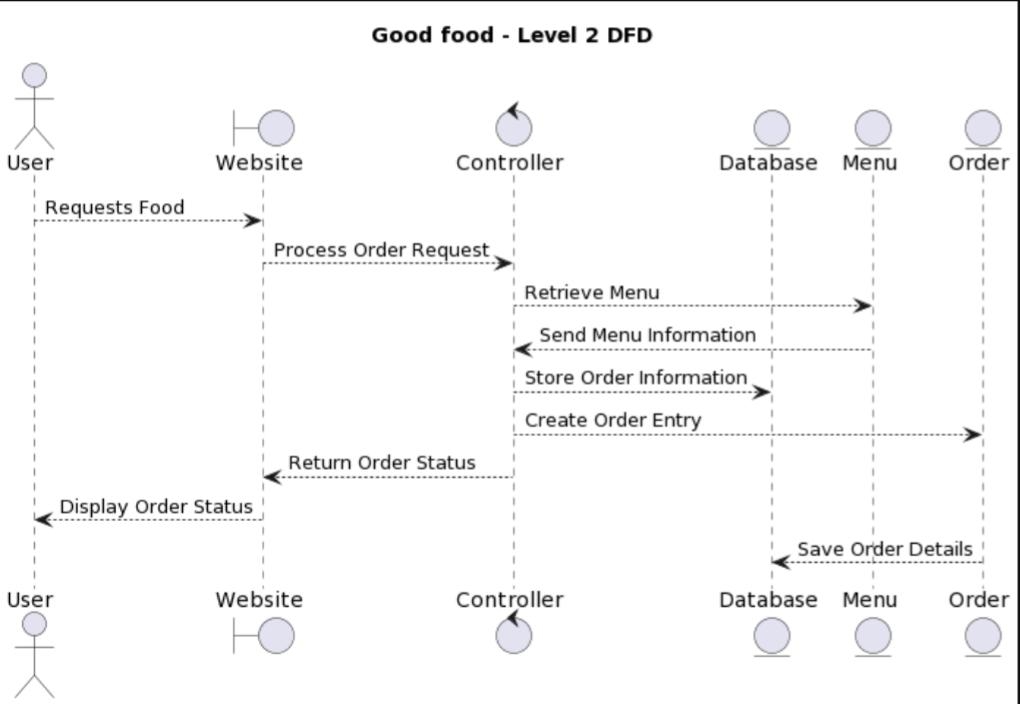 Good food - Level 2 DFD
User Website Controller Database Menu Order
Requests Food
Process Order Request
Retrieve Menu
Send Menu Information
Store Order Information
Create Order Entry
Return Order Status
Display Order Status
Save Order Details
User Website Controller Database Menu Order